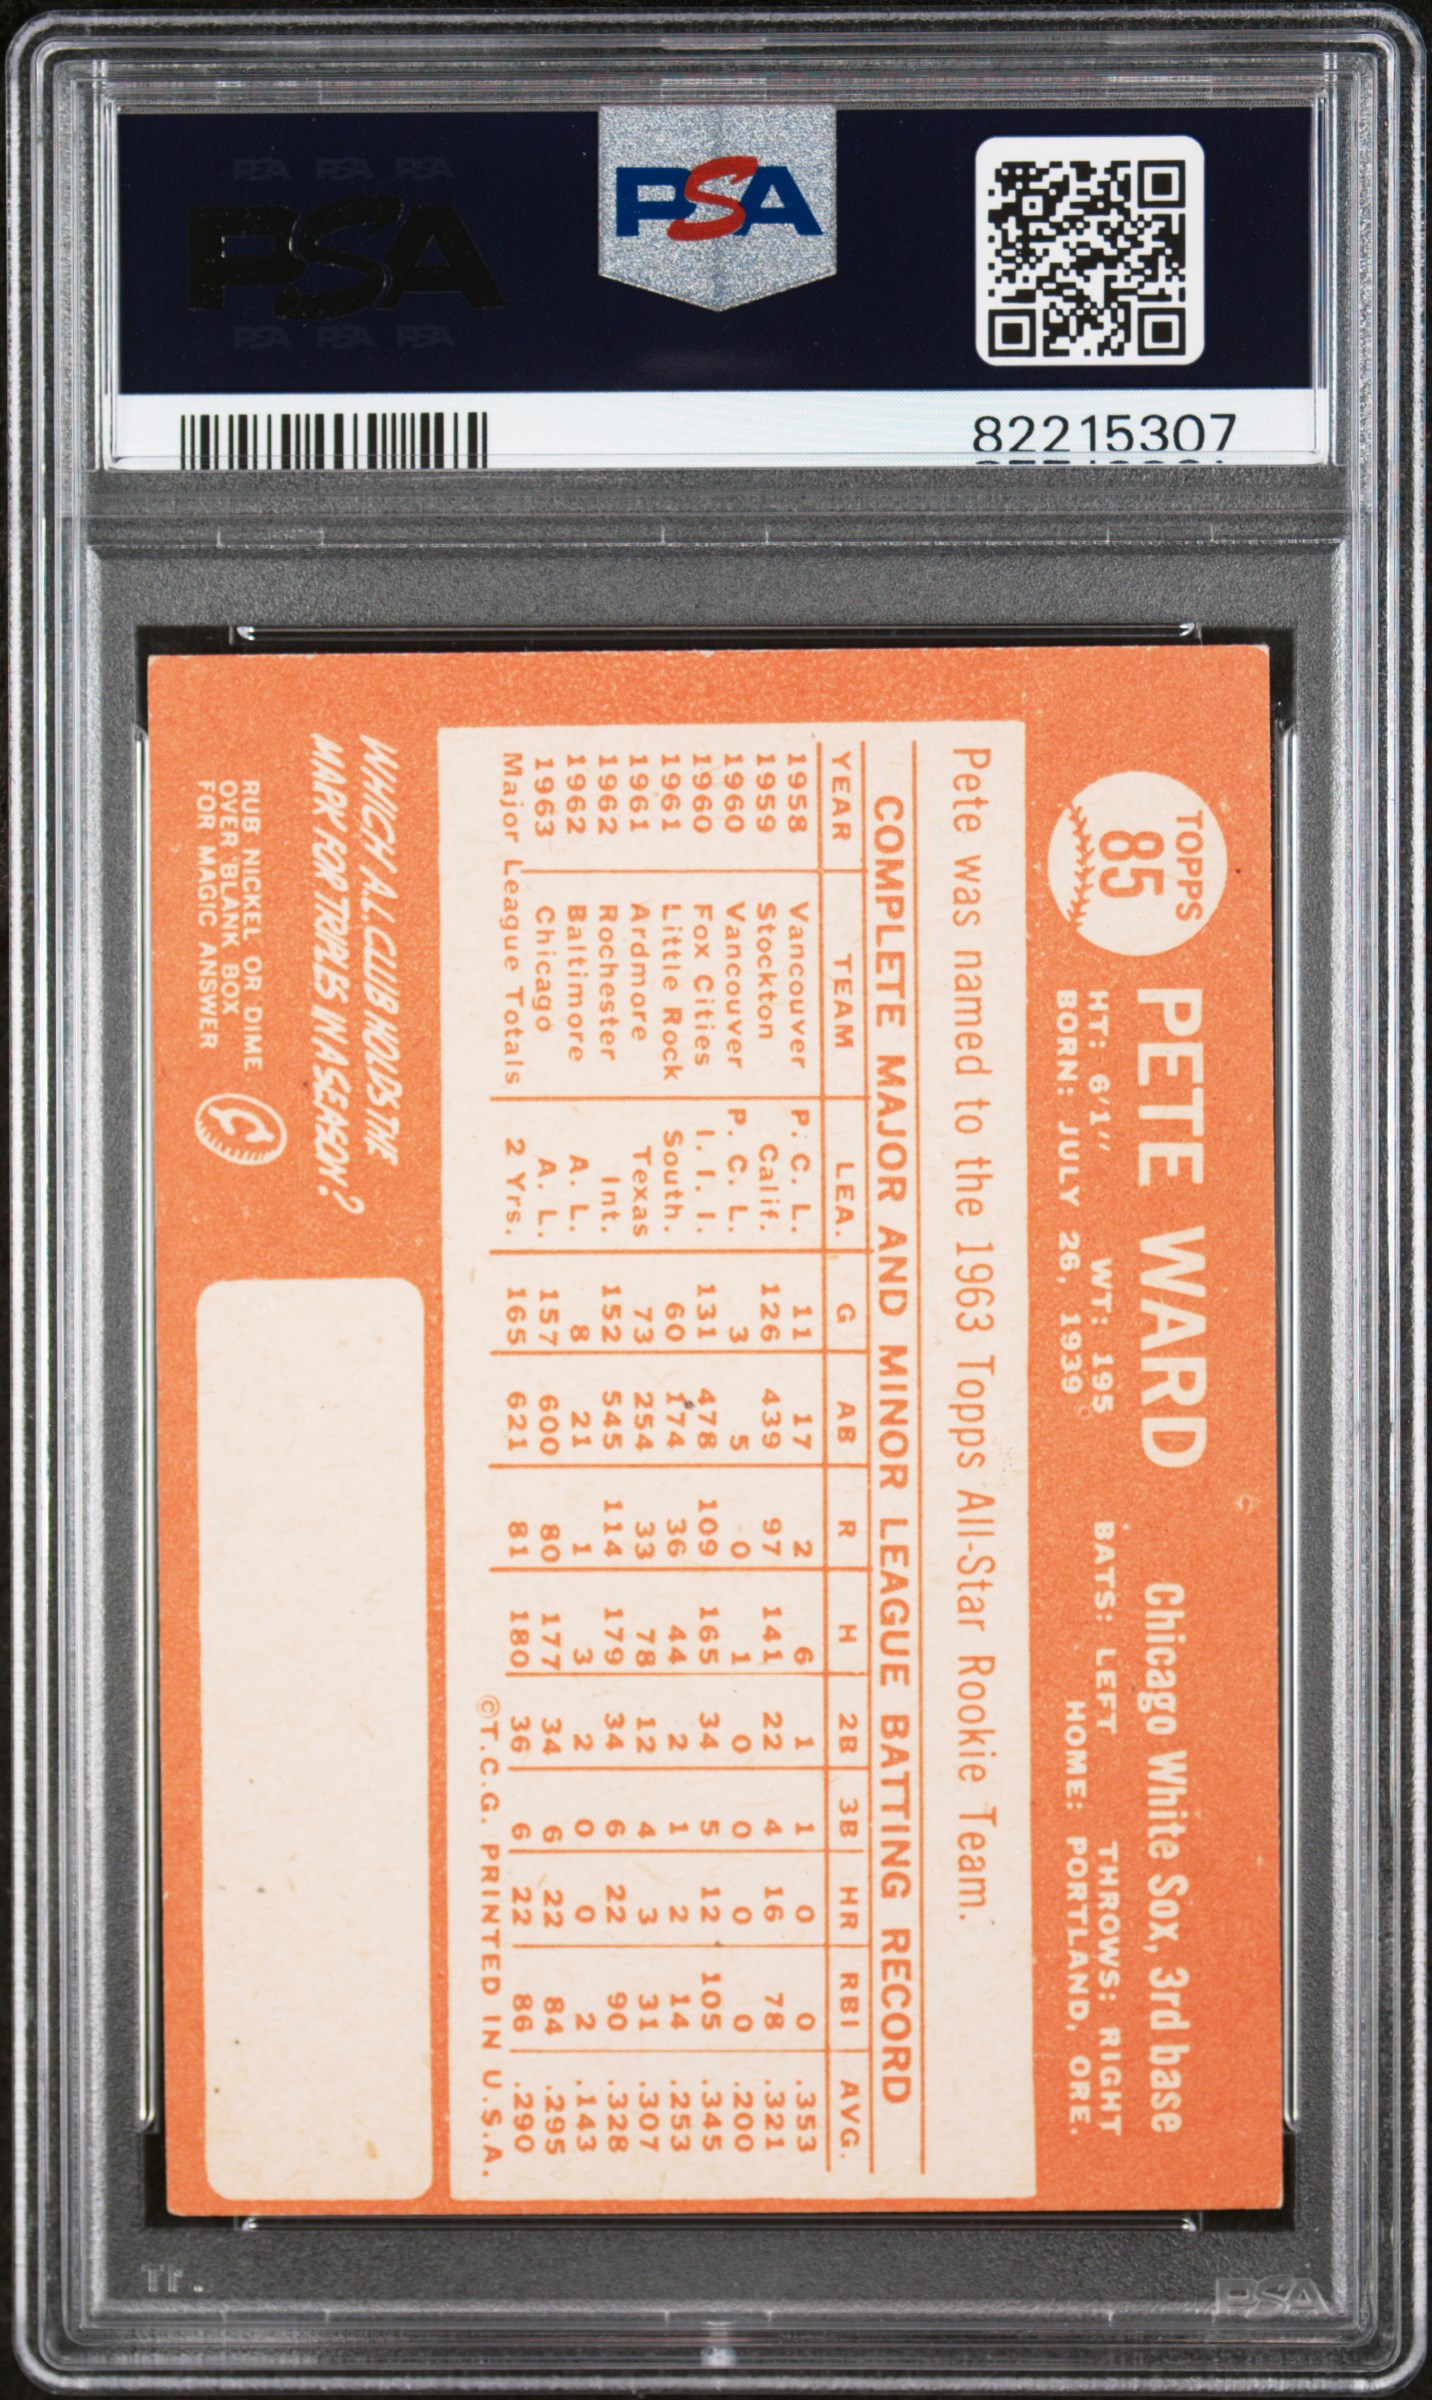 PSA PSA PSA
PSA
PSA PSA PSA
PSA
82215307
TOPPS
85
PETE WARD
Chicago White Sox, 3rd base
HT: 6'1" WT: 195 BATS: LEFT THROWS: RIGHT
BORN: JULY 26, 1939 HOME: PORTLAND, ORE.
Pete was named to the 1963 Topps All-Star Rookie Team.
COMPLETE MAJOR AND MINOR LEAGUE BATTING RECORD
YEAR TEAM LEA. G AB R H 2B 3B HR RBI AVG.
1958 Vancouver P. C. L. 11 17 2 6 1 1 0 0 .353
1959 Stockton Calif. 126 439 97 141 22 4 16 78 .321
1960 Vancouver P. C. L. 3 5 0 1 0 0 0 0 .200
1960 Fox Cities I. I. I. 131 478 109 165 34 5 12 105 .345
1961 Little Rock South. 60 174 36 44 2 1 2 14 .253
1961 Ardmore Texas 73 254 33 78 12 4 3 31 .307
1962 Rochester Int. 152 545 114 179 34 6 22 90 .328
1962 Baltimore A. L. 8 21 1 3 2 0 0 2 .143
1963 Chicago A. L. 157 600 80 177 34 6 22 84 .295
Major League Totals 2 Yrs. 165 621 81 180 36 6 22 86 .290
©T.C.G. PRINTED IN U.S.A.
WHICH A.L. CLUB HOLDS THE
MARK FOR TRIPLES IN A SEASON?
RUB NICKEL OR DIME
OVER BLANK BOX
FOR MAGIC ANSWER
C
PSA